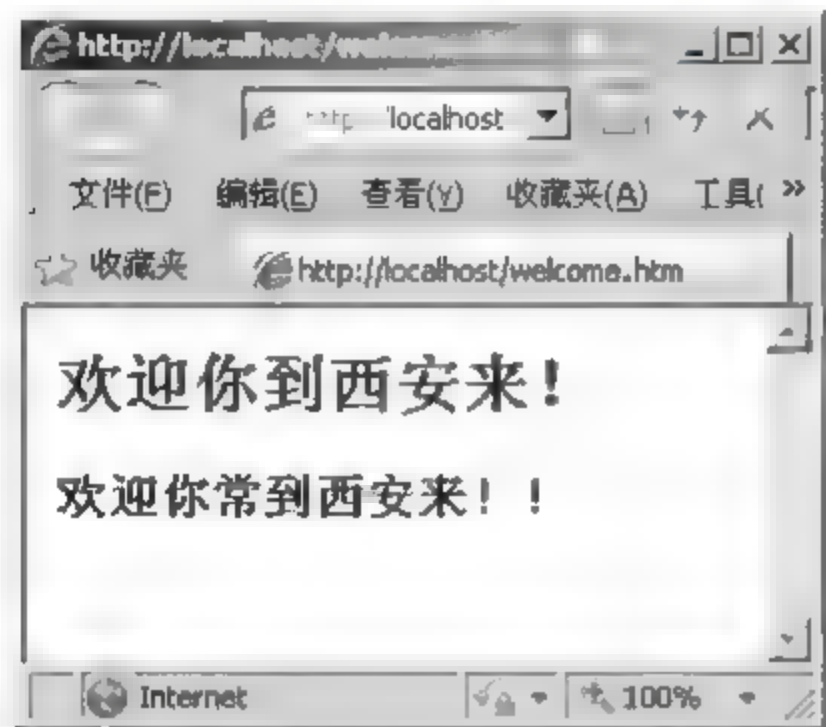 http://localhost/welcome
localhost
文件(F) 编辑(E) 查看(V) 收藏夹(A) 工具( »
收藏夹 http://localhost/welcome.htm
欢迎你到西安来!
欢迎你常到西安来！！
Internet 100%